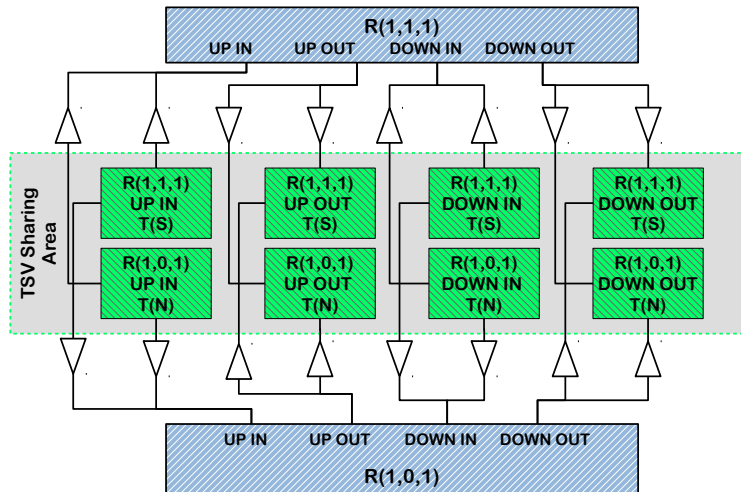 R(1,1,1)
UP IN UP OUT DOWN IN DOWN OUT
TSV Sharing
Area
R(1,1,1)
UP IN
T(S)
R(1,1,1)
UP OUT
T(S)
R(1,1,1)
DOWN IN
T(S)
R(1,1,1)
DOWN OUT
T(S)
R(1,0,1)
UP IN
T(N)
R(1,0,1)
UP OUT
T(N)
R(1,0,1)
DOWN IN
T(N)
R(1,0,1)
DOWN OUT
T(N)
UP IN UP OUT DOWN IN DOWN OUT
R(1,0,1)